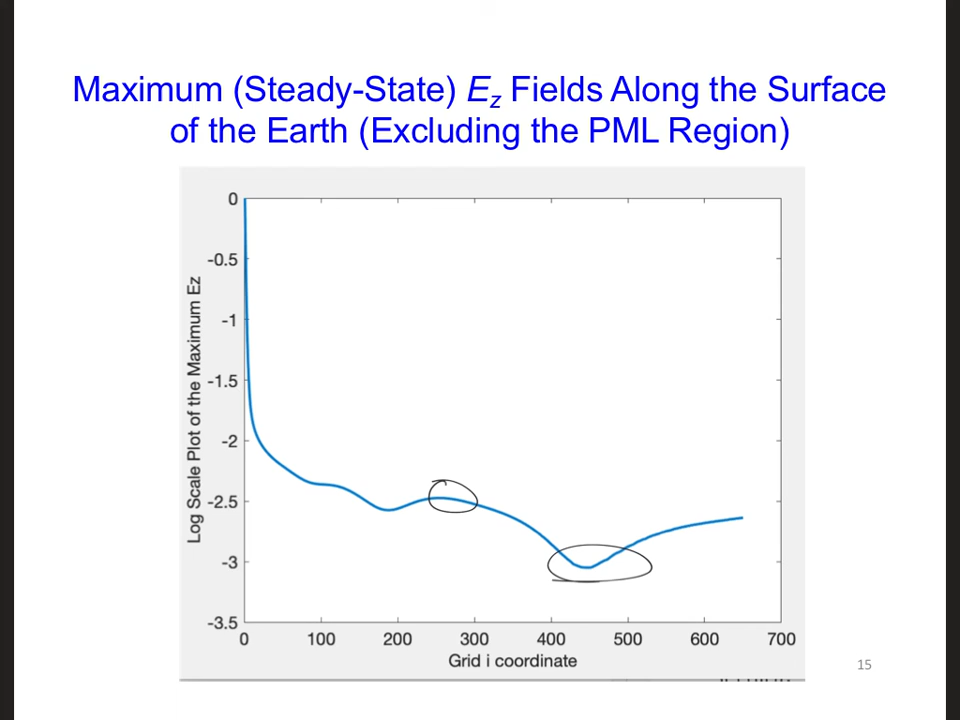 Maximum (Steady-State) Ez Fields Along the Surface
of the Earth (Excluding the PML Region)
0
-0.5
-1
-1.5
-2
-2.5
-3
-3.5
Log Scale Plot of the Maximum Ez
0 100 200 300 400 500 600 700
Grid i coordinate
15